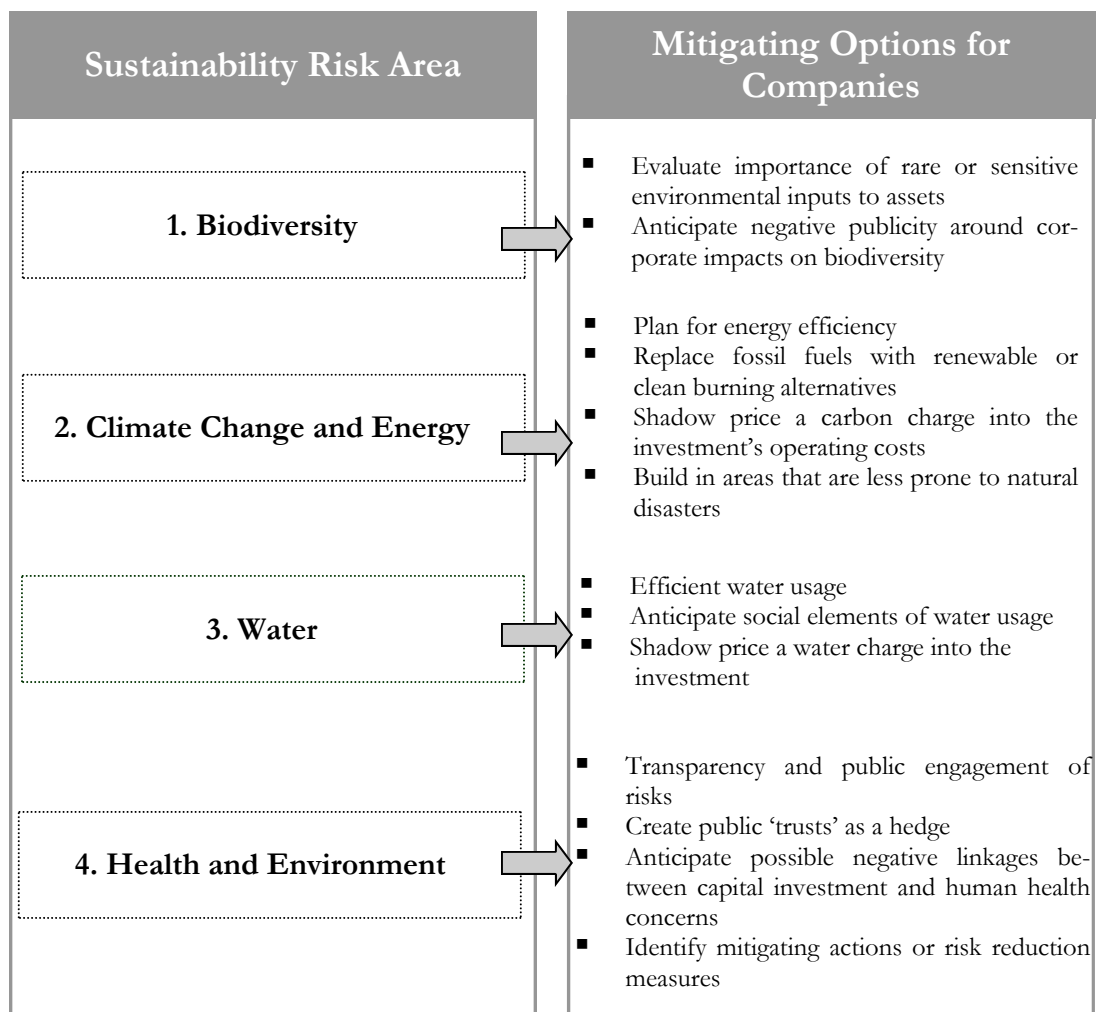 Sustainability Risk Area
Mitigating Options for
Companies
1. Biodiversity
▪ Evaluate importance of rare or sensitive
environmental inputs to assets
▪ Anticipate negative publicity around cor-
porate impacts on biodiversity
2. Climate Change and Energy
▪ Plan for energy efficiency
▪ Replace fossil fuels with renewable or
clean burning alternatives
▪ Shadow price a carbon charge into the
investment's operating costs
▪ Build in areas that are less prone to natural
disasters
3. Water
▪ Efficient water usage
▪ Anticipate social elements of water usage
▪ Shadow price a water charge into the
investment
4. Health and Environment
▪ Transparency and public engagement of
risks
▪ Create public ‘trusts’ as a hedge
▪ Anticipate possible negative linkages be-
tween capital investment and human health
concerns
▪ Identify mitigating actions or risk reduction
measures